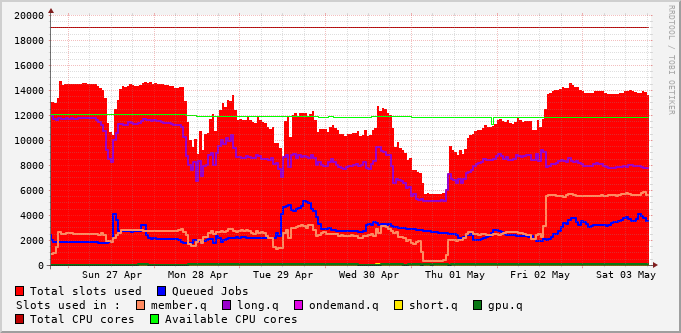 RRDTOOL / TOBI OETIKER
20000
18000
16000
14000
12000
10000
8000
6000
4000
2000
0
Sun 27 Apr Mon 28 Apr Tue 29 Apr Wed 30 Apr Thu 01 May Fri 02 May Sat 03 May
Total slots used Queued Jobs
Slots used in : member.q long.q ondemand.q short.q gpu.q
Total CPU cores Available CPU cores